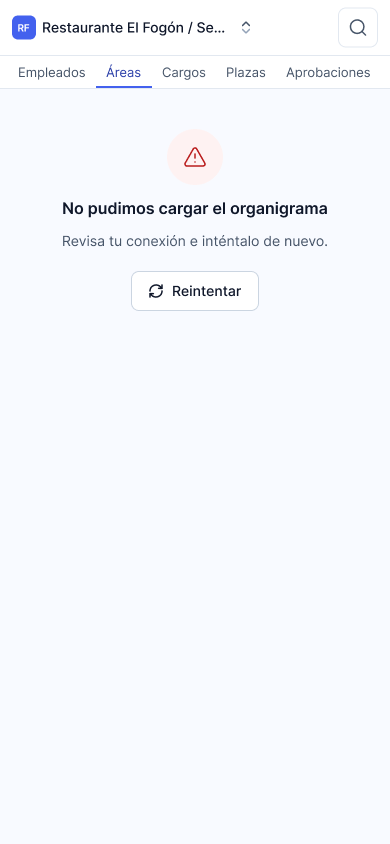 RF Restaurante El Fogón / Se...
Empleados Áreas Cargos Plazas Aprobaciones
No pudimos cargar el organigrama
Revisa tu conexión e inténtalo de nuevo.
Reintentar